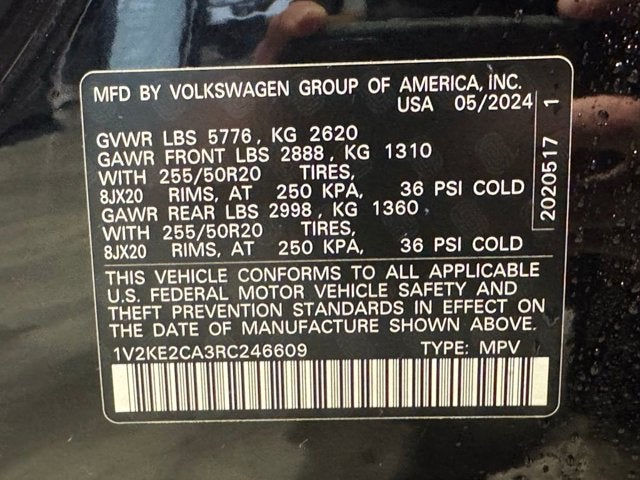 MFD BY VOLKSWAGEN GROUP OF AMERICA, INC.
USA 05/2024
GVWR LBS 5776, KG 2620
GAWR FRONT LBS 2888, KG 1310
WITH 255/50R20 TIRES,
8JX20 RIMS, AT 250 KPA, 36 PSI COLD
GAWR REAR LBS 2998, KG 1360
WITH 255/50R20 TIRES,
8JX20 RIMS, AT 250 KPA, 36 PSI COLD
THIS VEHICLE CONFORMS TO ALL APPLICABLE
U.S. FEDERAL MOTOR VEHICLE SAFETY AND
THEFT PREVENTION STANDARDS IN EFFECT ON
THE DATE OF MANUFACTURE SHOWN ABOVE.
1V2KE2CA3RC246609 TYPE: MPV
2020517 1